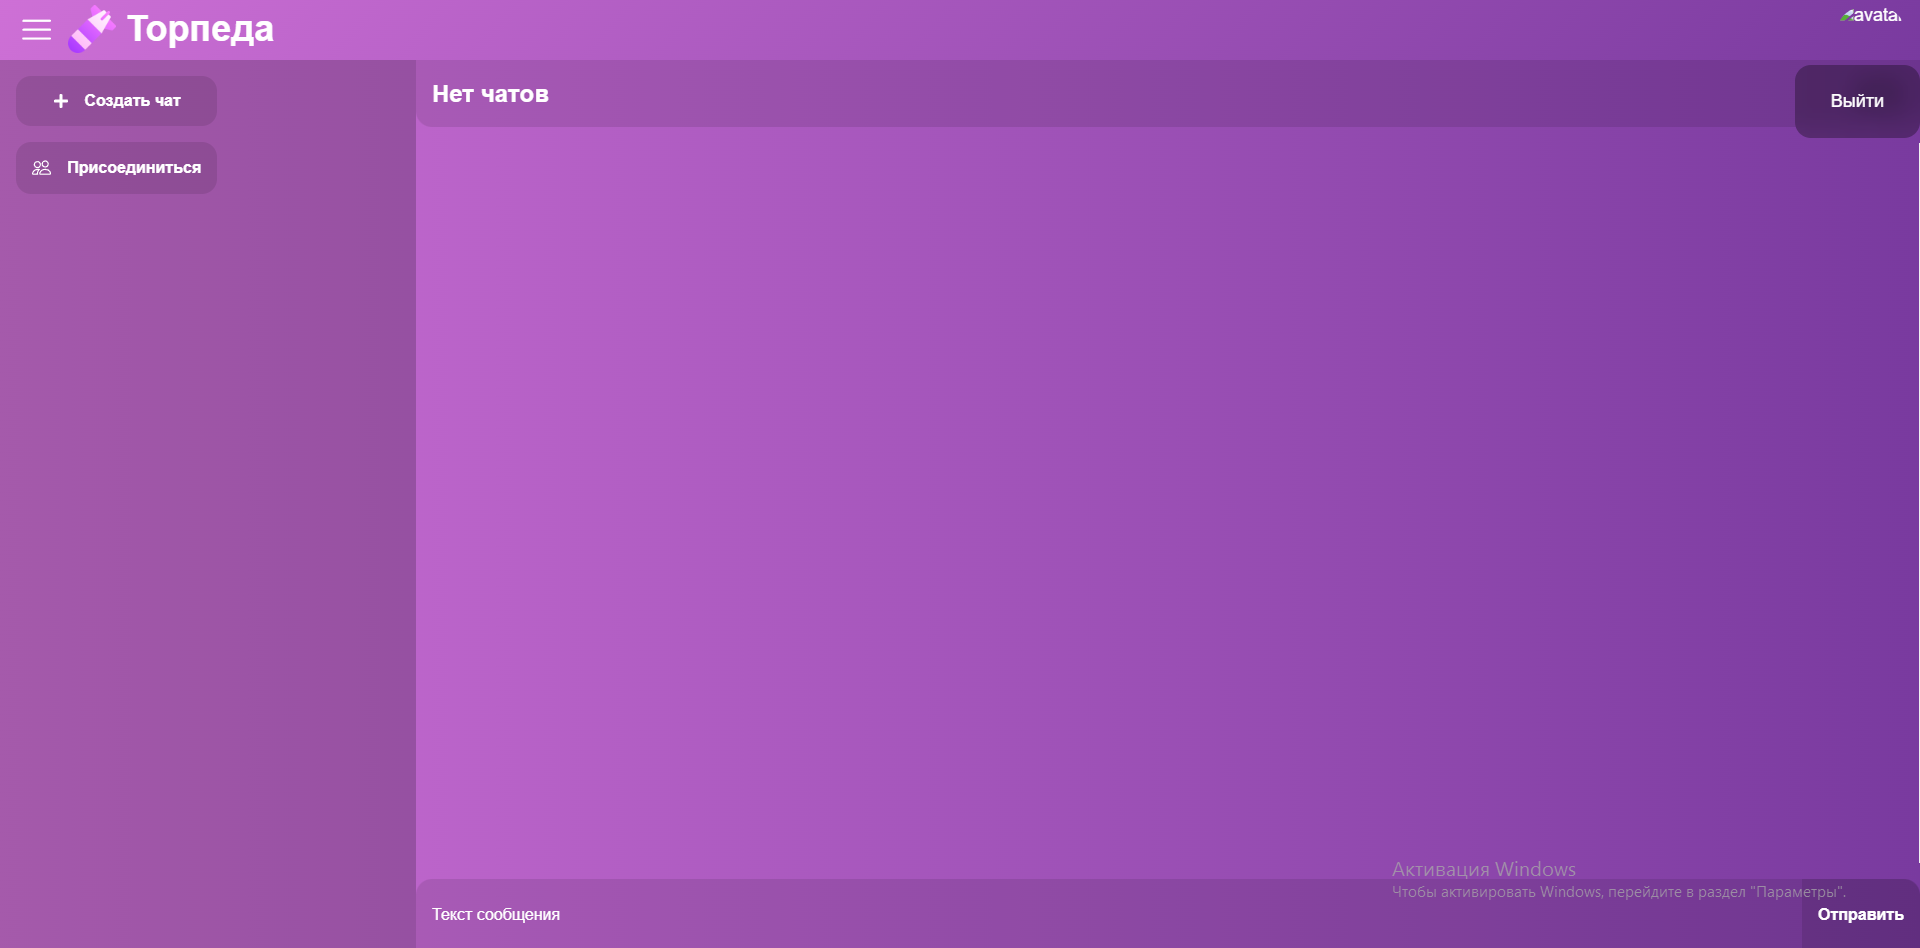 Торпеда
avata
Создать чат
Присоединиться
Нет чатов
Выйти
Активация Windows
Чтобы активировать Windows, перейдите в раздел "Параметры".
Текст сообщения
Отправить